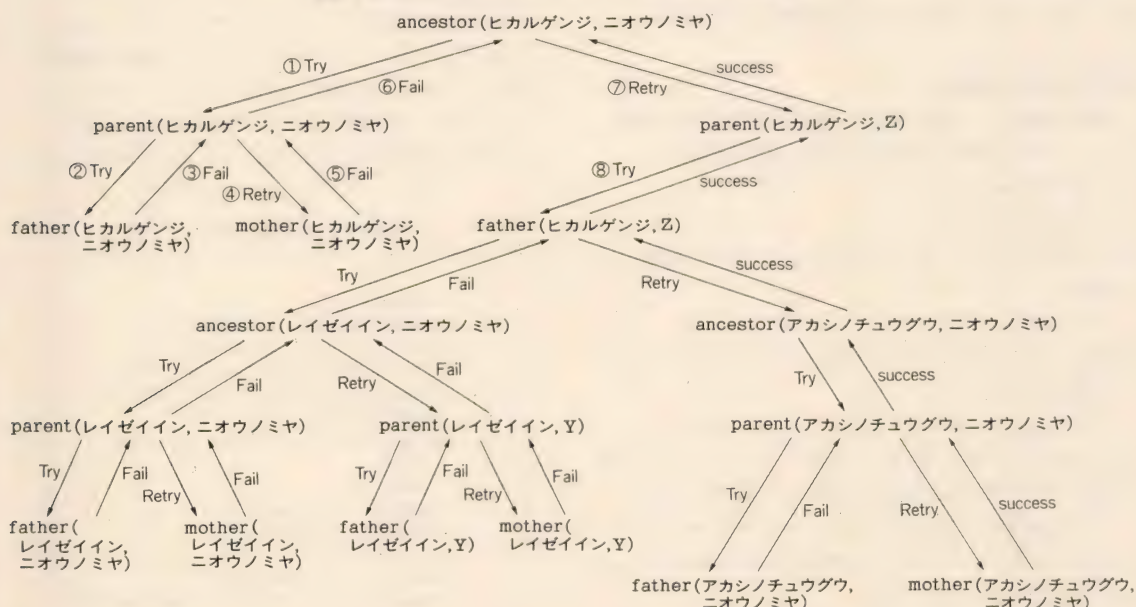 ancestor(ヒカルゲンジ, ニオウノミヤ)
①Try
⑥Fail
⑦Retry
success
parent(ヒカルゲンジ, ニオウノミヤ)
parent(ヒカルゲンジ, Z)
②Try
③Fail
④Retry
⑤Fail
⑧Try
success
father(ヒカルゲンジ,
ニオウノミヤ)
mother(ヒカルゲンジ,
ニオウノミヤ)
father(ヒカルゲンジ, Z)
Try
Fail
Retry
success
ancestor(レイゼイイン, ニオウノミヤ)
ancestor(アカシノチュウグウ, ニオウノミヤ)
Try
Fail
Retry
Fail
Try
success
parent(レイゼイイン, ニオウノミヤ)
parent(レイゼイイン, Y)
parent(アカシノチュウグウ, ニオウノミヤ)
Try
Fail
Retry
Fail
Try
Fail
Retry
Fail
Try
Fail
Retry
success
father(
レイゼイイン,
ニオウノミヤ)
mother(
レイゼイイン,
ニオウノミヤ)
father(
レイゼイイン, Y)
mother(
レイゼイイン, Y)
father(アカシノチュウグウ,
ニオウノミヤ)
mother(アカシノチュウグウ,
ニオウノミヤ)